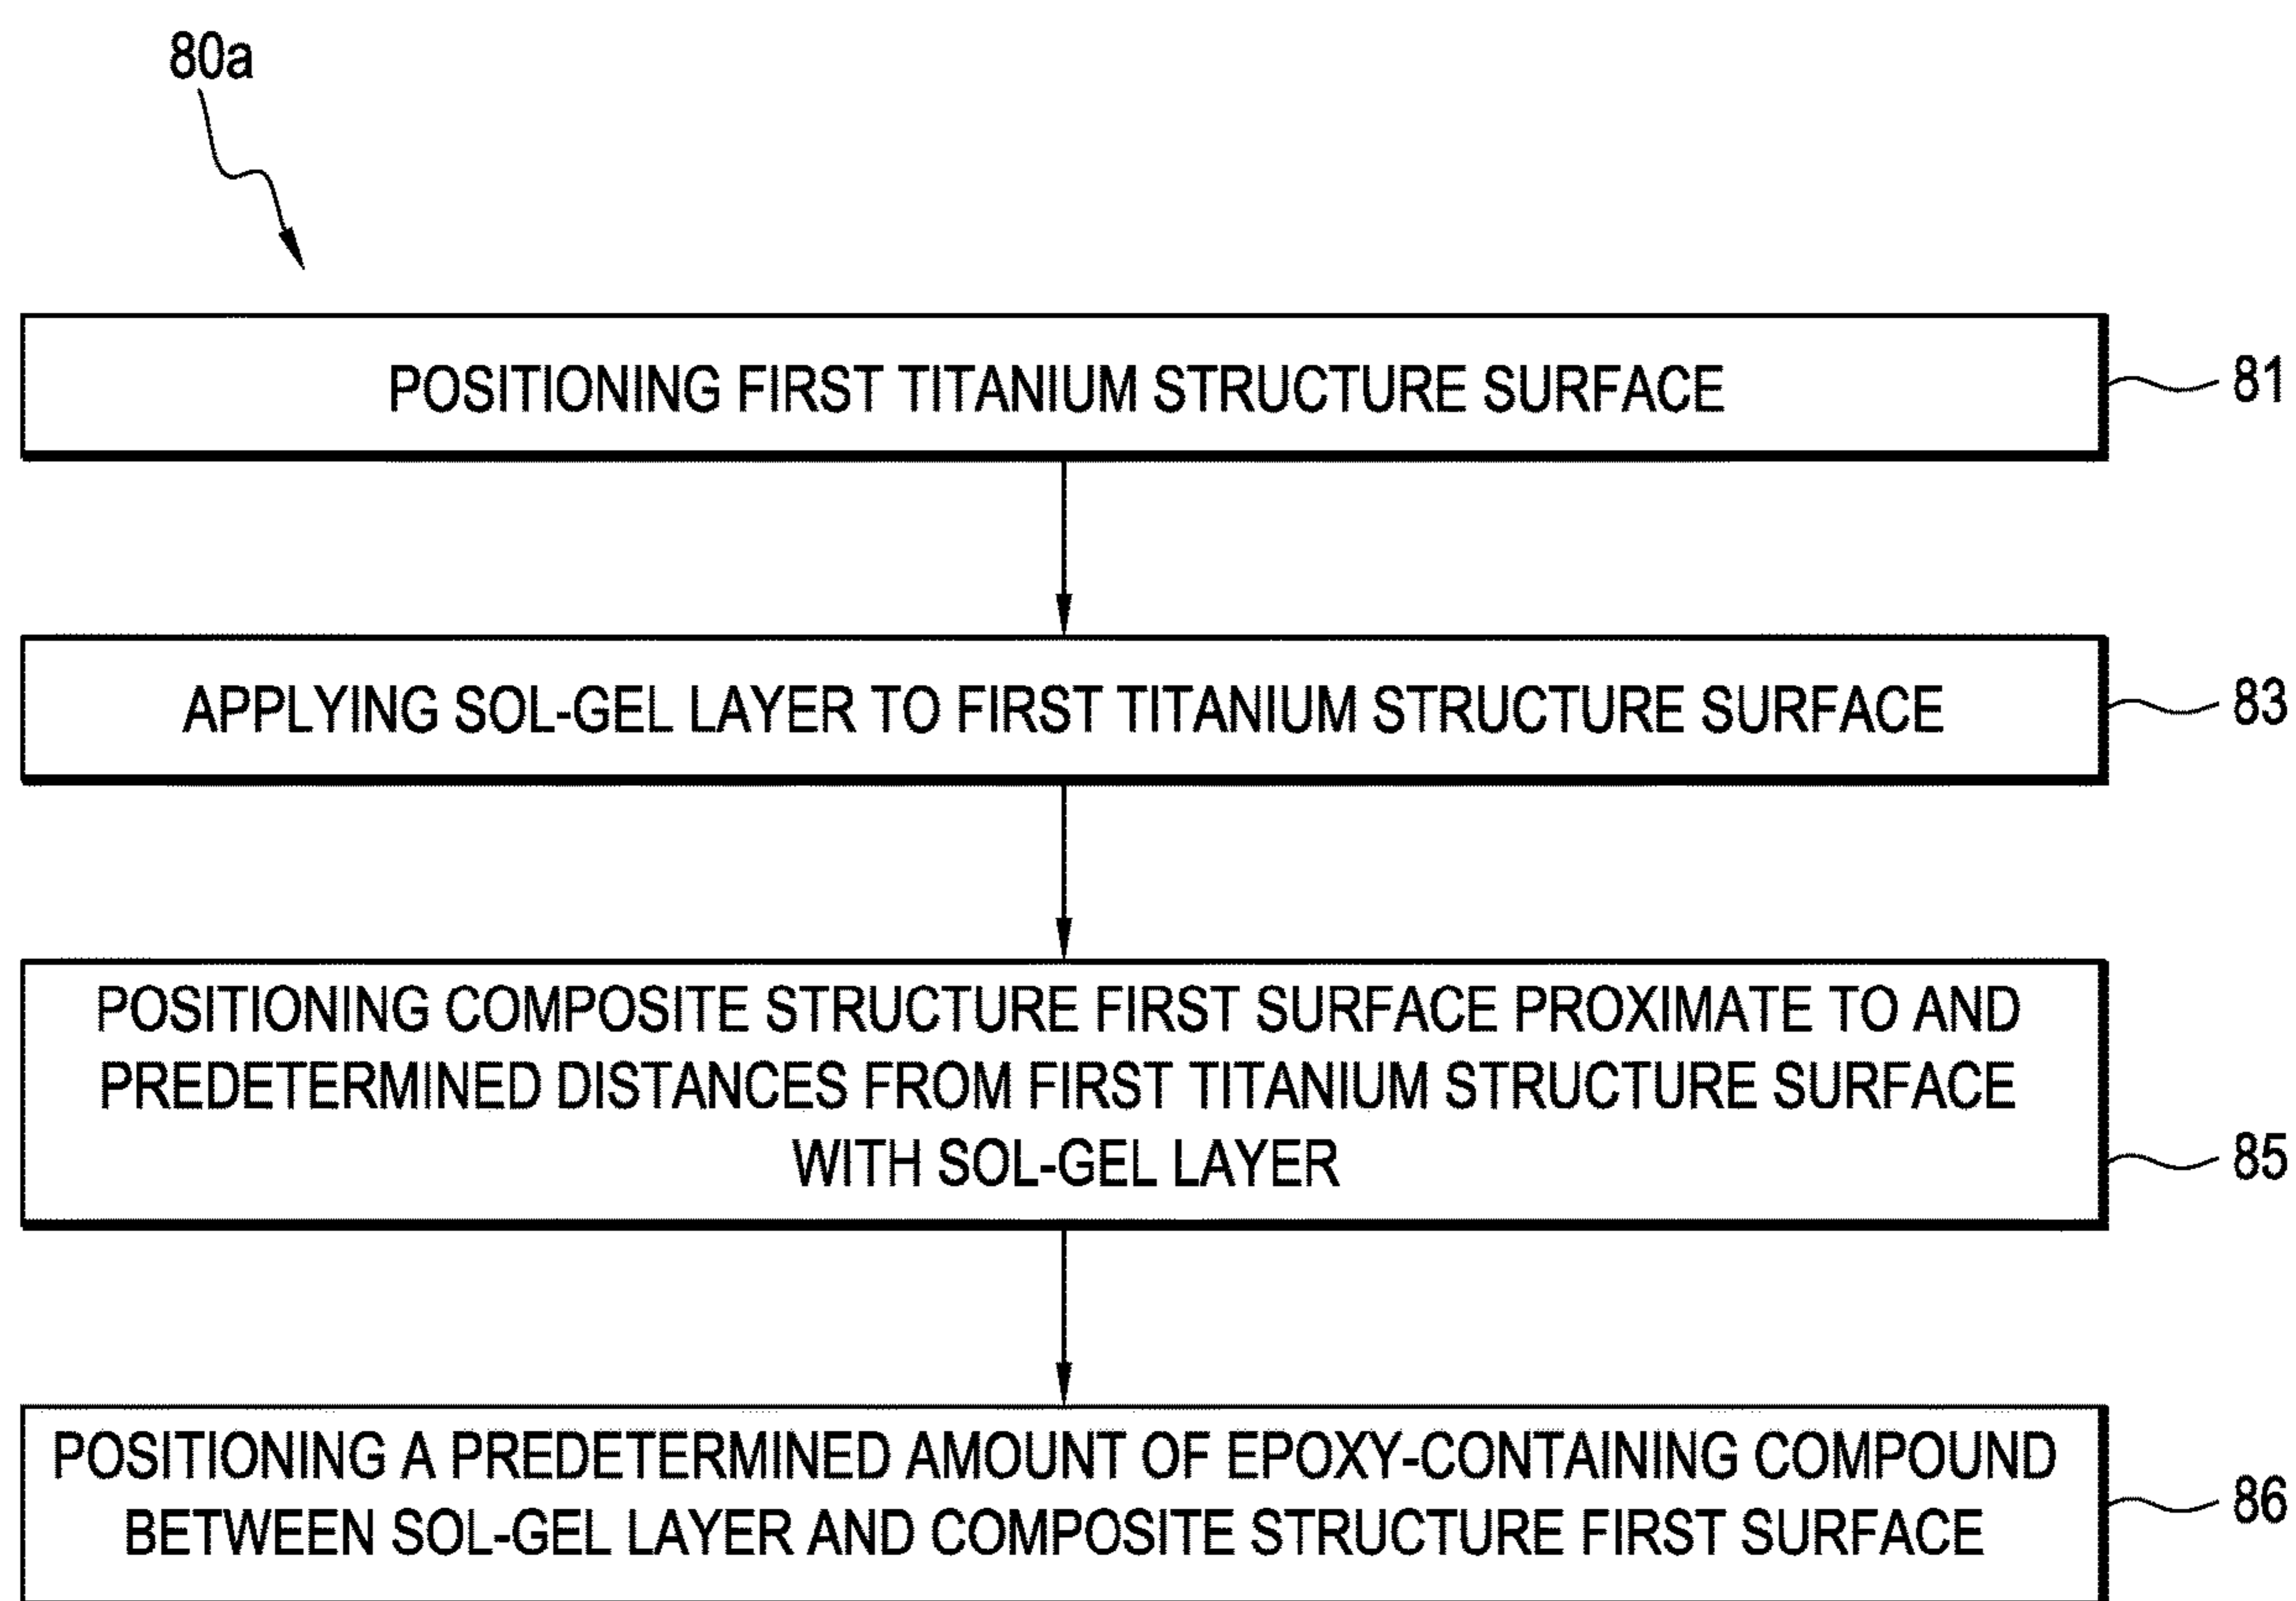 80a
POSITIONING FIRST TITANIUM STRUCTURE SURFACE
81
APPLYING SOL-GEL LAYER TO FIRST TITANIUM STRUCTURE SURFACE
83
POSITIONING COMPOSITE STRUCTURE FIRST SURFACE PROXIMATE TO AND
PREDETERMINED DISTANCES FROM FIRST TITANIUM STRUCTURE SURFACE
WITH SOL-GEL LAYER
85
POSITIONING A PREDETERMINED AMOUNT OF EPOXY-CONTAINING COMPOUND
BETWEEN SOL-GEL LAYER AND COMPOSITE STRUCTURE FIRST SURFACE
86